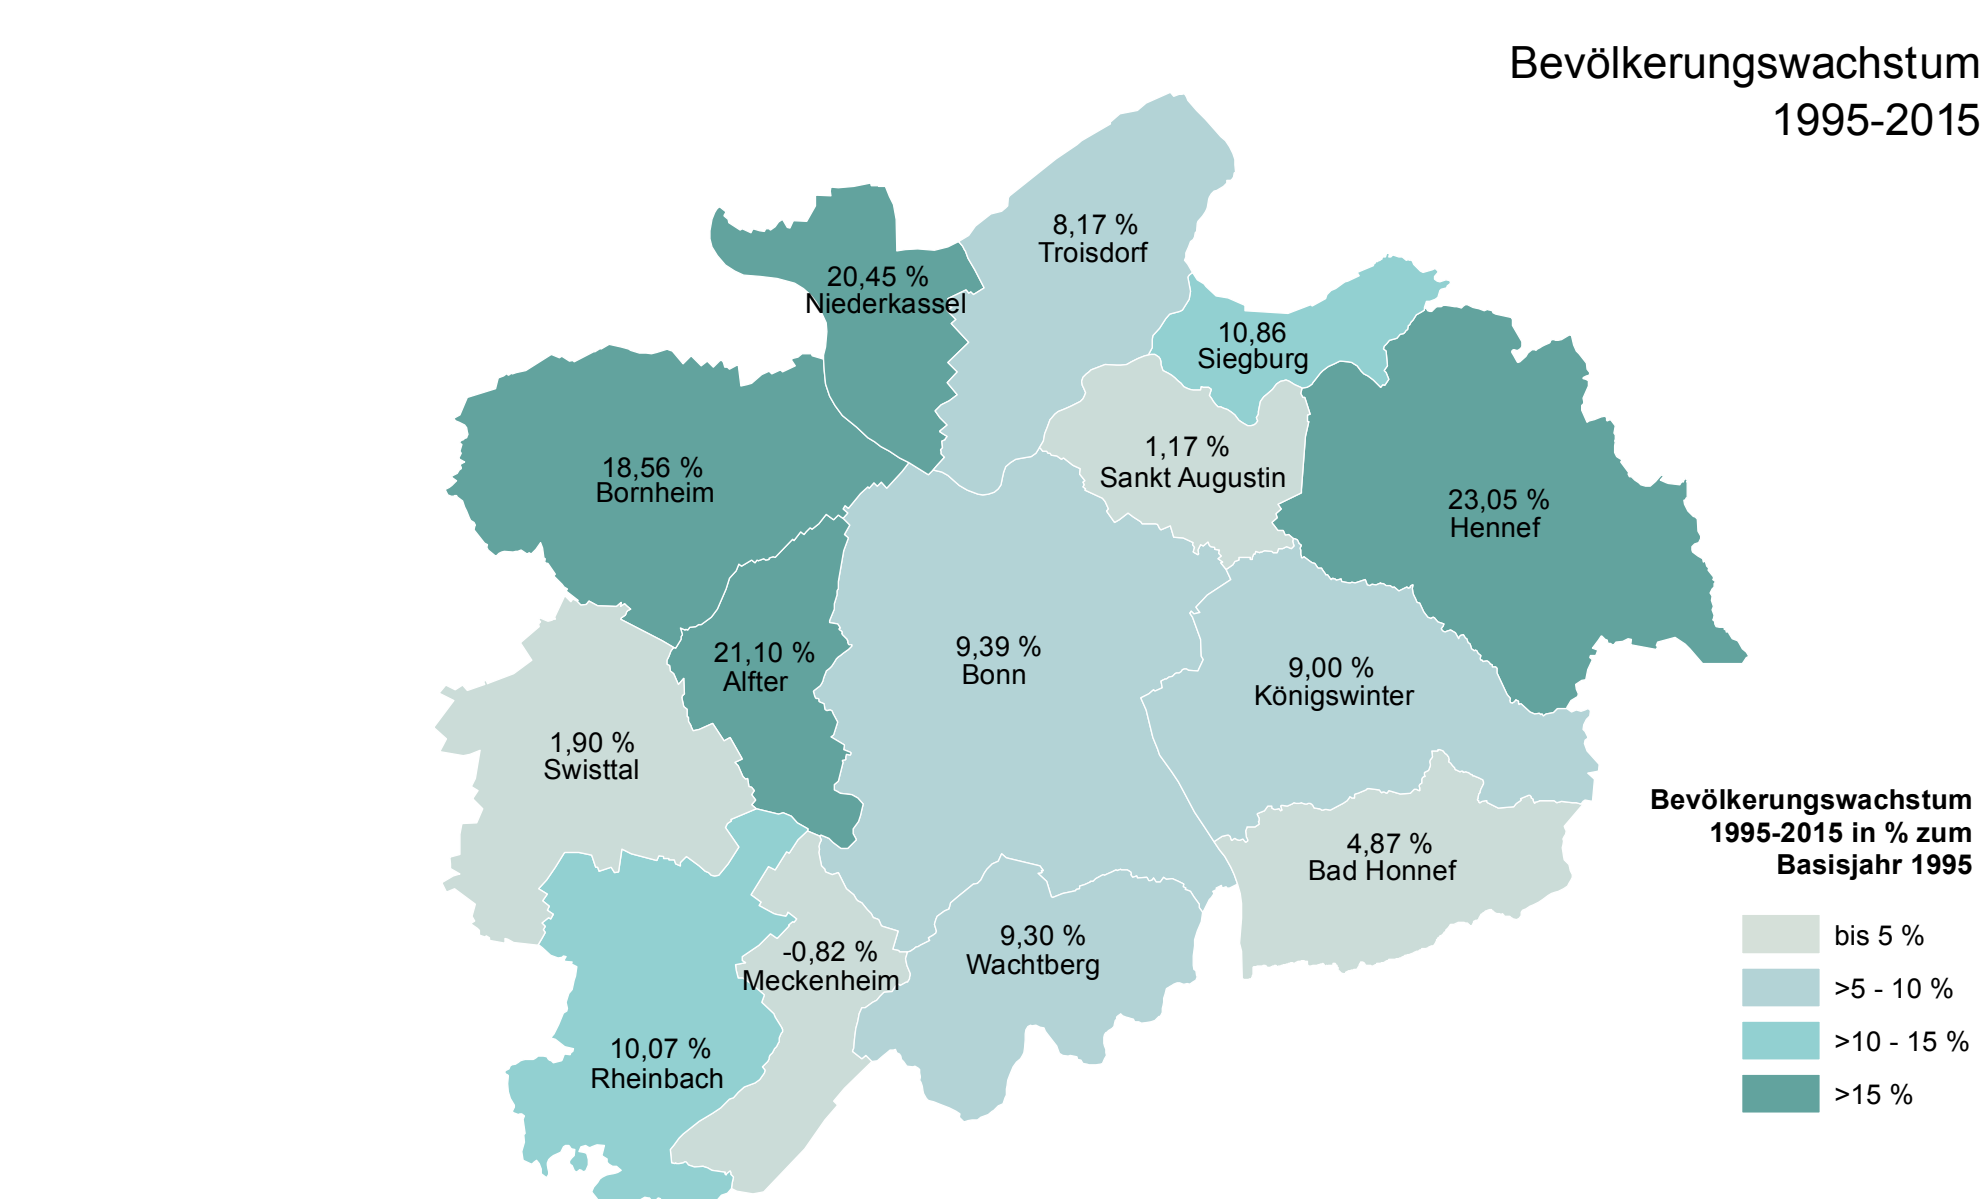 Bevölkerungswachstum
1995-2015
8,17 %
Troisdorf
20,45 %
Niederkassel
10,86
Siegburg
1,17 %
Sankt Augustin
18,56 %
Bornheim
23,05 %
Hennef
21,10 %
Alfter
9,39 %
Bonn
9,00 %
Königswinter
1,90 %
Swisttal
4,87 %
Bad Honnef
-0,82 %
Meckenheim
9,30 %
Wachtberg
10,07 %
Rheinbach
Bevölkerungswachstum
1995-2015 in % zum
Basisjahr 1995
bis 5 %
>5 - 10 %
>10 - 15 %
>15 %